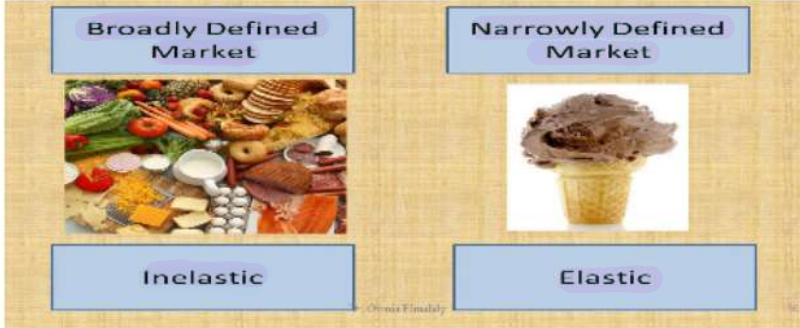 Broadly Defined
Market
Narrowly Defined
Market
Inelastic
Elastic